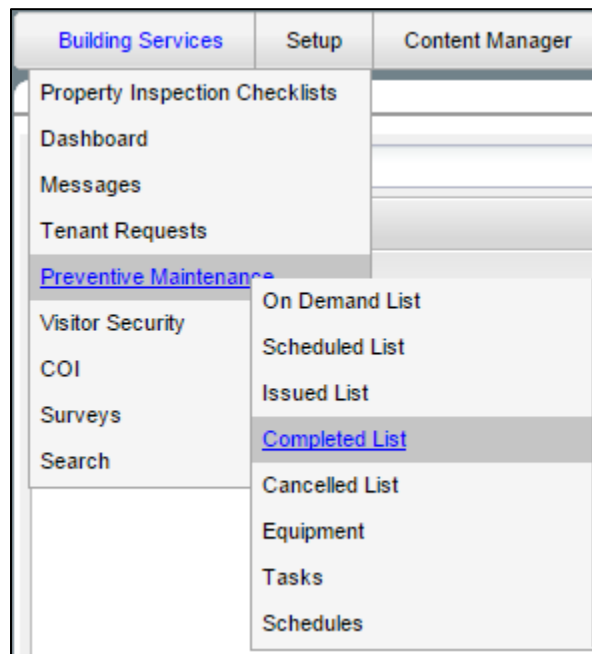 Building Services Setup Content Manager
Property Inspection Checklists
Dashboard
Messages
Tenant Requests
Preventive Maintenance
Visitor Security
COI
Surveys
Search
On Demand List
Scheduled List
Issued List
Completed List
Cancelled List
Equipment
Tasks
Schedules